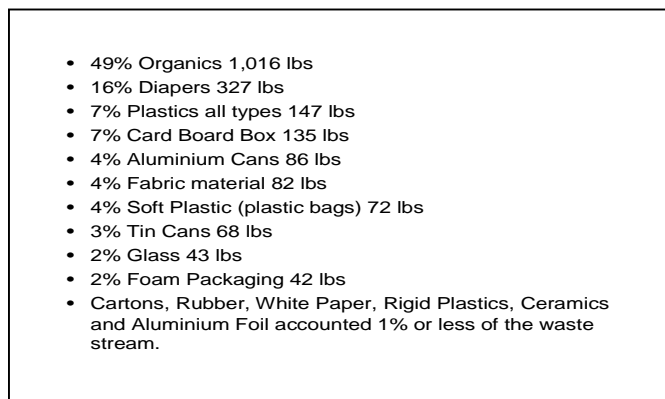 • 49% Organics 1,016 lbs
• 16% Diapers 327 lbs
• 7% Plastics all types 147 lbs
• 7% Card Board Box 135 lbs
• 4% Aluminium Cans 86 lbs
• 4% Fabric material 82 lbs
• 4% Soft Plastic (plastic bags) 72 lbs
• 3% Tin Cans 68 lbs
• 2% Glass 43 lbs
• 2% Foam Packaging 42 lbs
• Cartons, Rubber, White Paper, Rigid Plastics, Ceramics
and Aluminium Foil accounted 1% or less of the waste
stream.